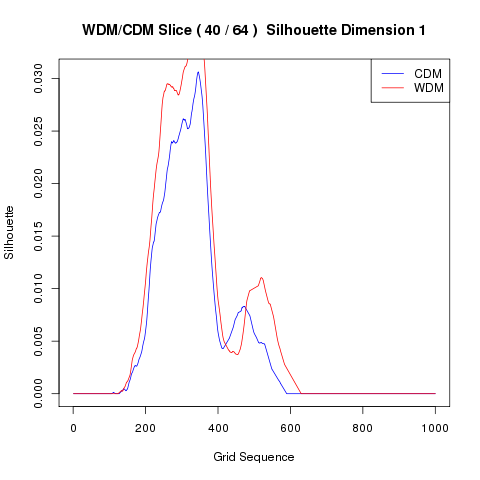 WDM/CDM Slice ( 40 / 64 )  Silhouette Dimension 1
CDM
WDM
Silhouette
0.030
0.025
0.020
0.015
0.010
0.005
0.000
0 200 400 600 800 1000
Grid Sequence